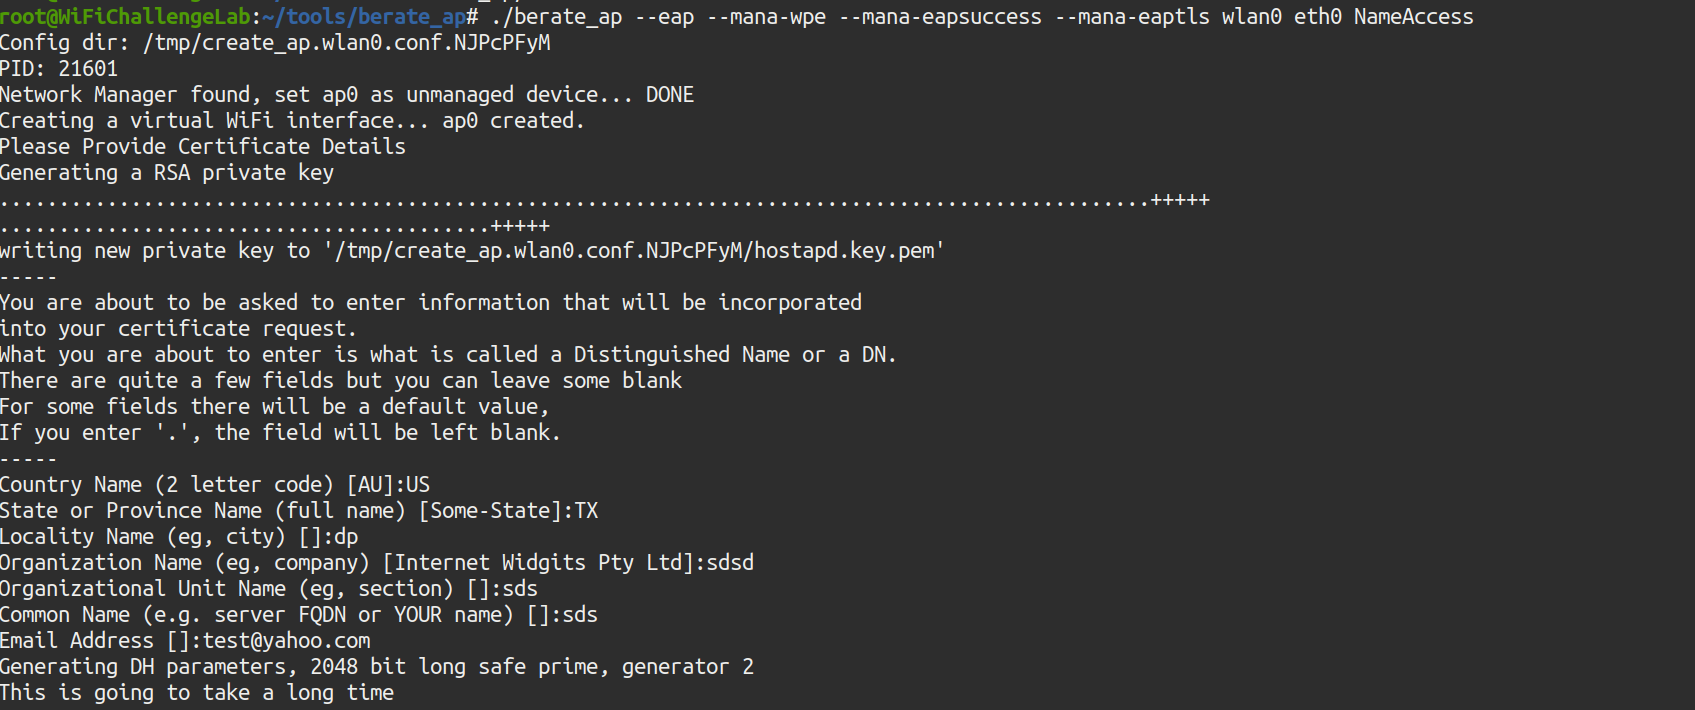 root@WiFiChallengeLab:~/tools/berate_ap# ./berate_ap --eap --mana-wpe --mana-eapsuccess --mana-eaptls wlan0 eth0 NameAccess
Config dir: /tmp/create_ap.wlan0.conf.NJPcPFyM
PID: 21601
Network Manager found, set ap0 as unmanaged device... DONE
Creating a virtual WiFi interface... ap0 created.
Please Provide Certificate Details
Generating a RSA private key
................................................................................................+++++
.........................................+++++
writing new private key to '/tmp/create_ap.wlan0.conf.NJPcPFyM/hostapd.key.pem'
-----
You are about to be asked to enter information that will be incorporated
into your certificate request.
What you are about to enter is what is called a Distinguished Name or a DN.
There are quite a few fields but you can leave some blank
For some fields there will be a default value,
If you enter '.', the field will be left blank.
-----
Country Name (2 letter code) [AU]:US
State or Province Name (full name) [Some-State]:TX
Locality Name (eg, city) []:dp
Organization Name (eg, company) [Internet Widgits Pty Ltd]:sdsd
Organizational Unit Name (eg, section) []:sds
Common Name (e.g. server FQDN or YOUR name) []:sds
Email Address []:test@yahoo.com
Generating DH parameters, 2048 bit long safe prime, generator 2
This is going to take a long time